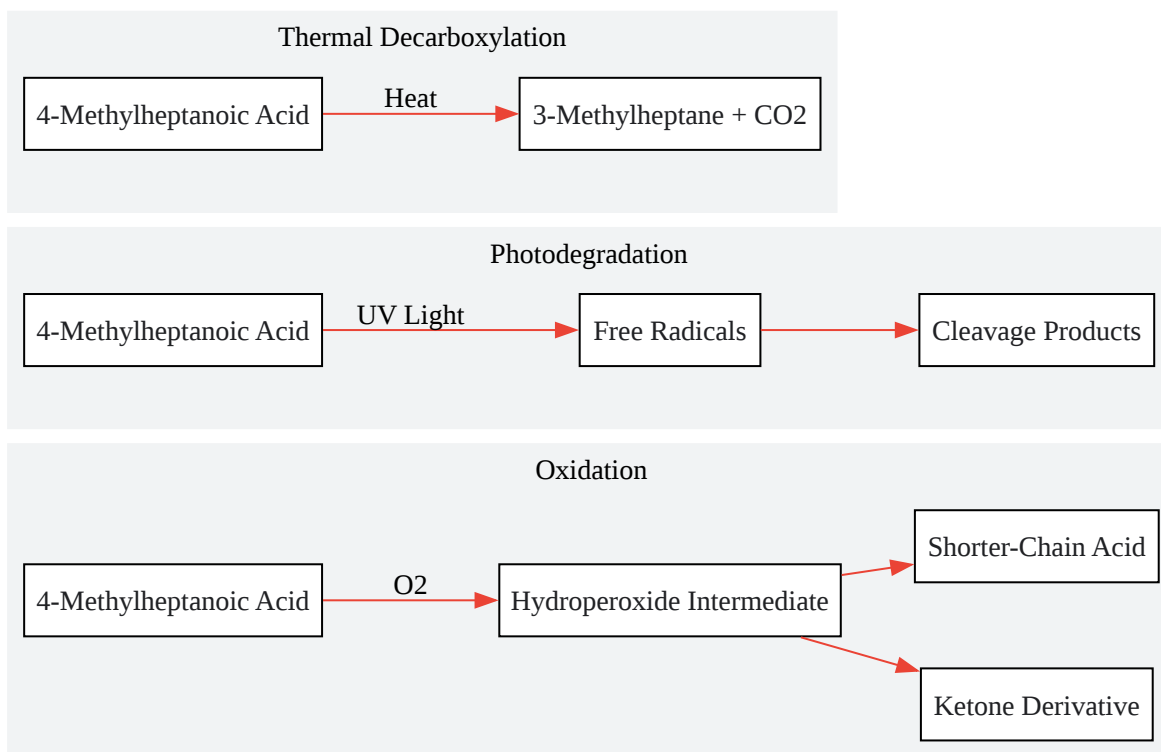 Thermal Decarboxylation
4-Methylheptanoic Acid
Heat
3-Methylheptane + CO2
Photodegradation
4-Methylheptanoic Acid
UV Light
Free Radicals
Cleavage Products
Oxidation
4-Methylheptanoic Acid
O2
Hydroperoxide Intermediate
Shorter-Chain Acid
Ketone Derivative